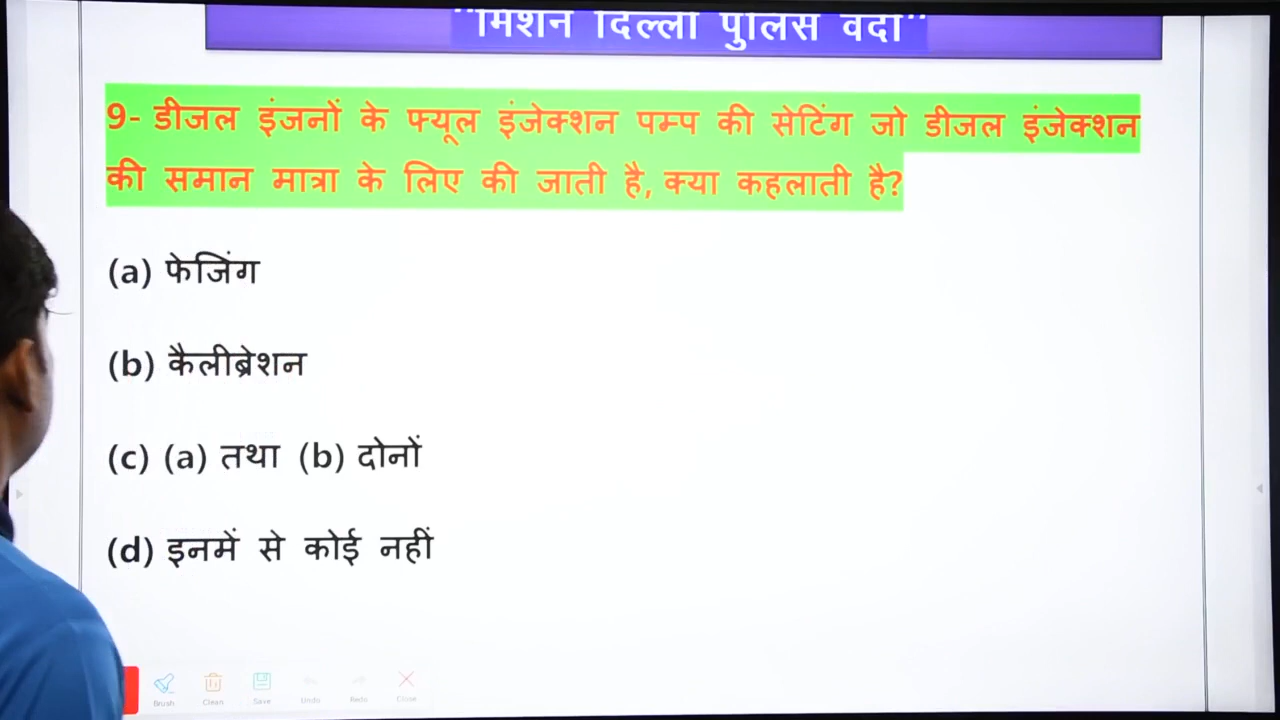 "मिशन दिल्ली पुलिस वर्दी"
9- डीजल इंजनों के फ्यूल इंजेक्शन पम्प की सेटिंग जो डीजल इंजेक्शन
की समान मात्रा के लिए की जाती है, क्या कहलाती है?
(a) फेजिंग
(b) कैलीब्रेशन
(c) (a) तथा (b) दोनों
(d) इनमें से कोई नहीं
Brush Clean Save Undo Redo Close